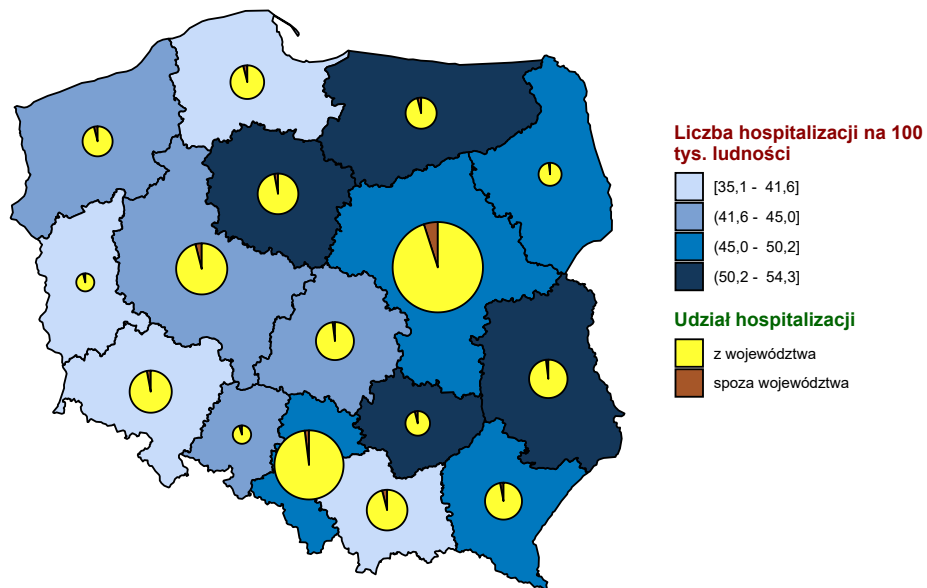 Liczba hospitalizacji na 100
tys. ludności
[35,1 - 41,6]
(41,6 - 45,0]
(45,0 - 50,2]
(50,2 - 54,3]
Udział hospitalizacji
z województwa
spoza województwa